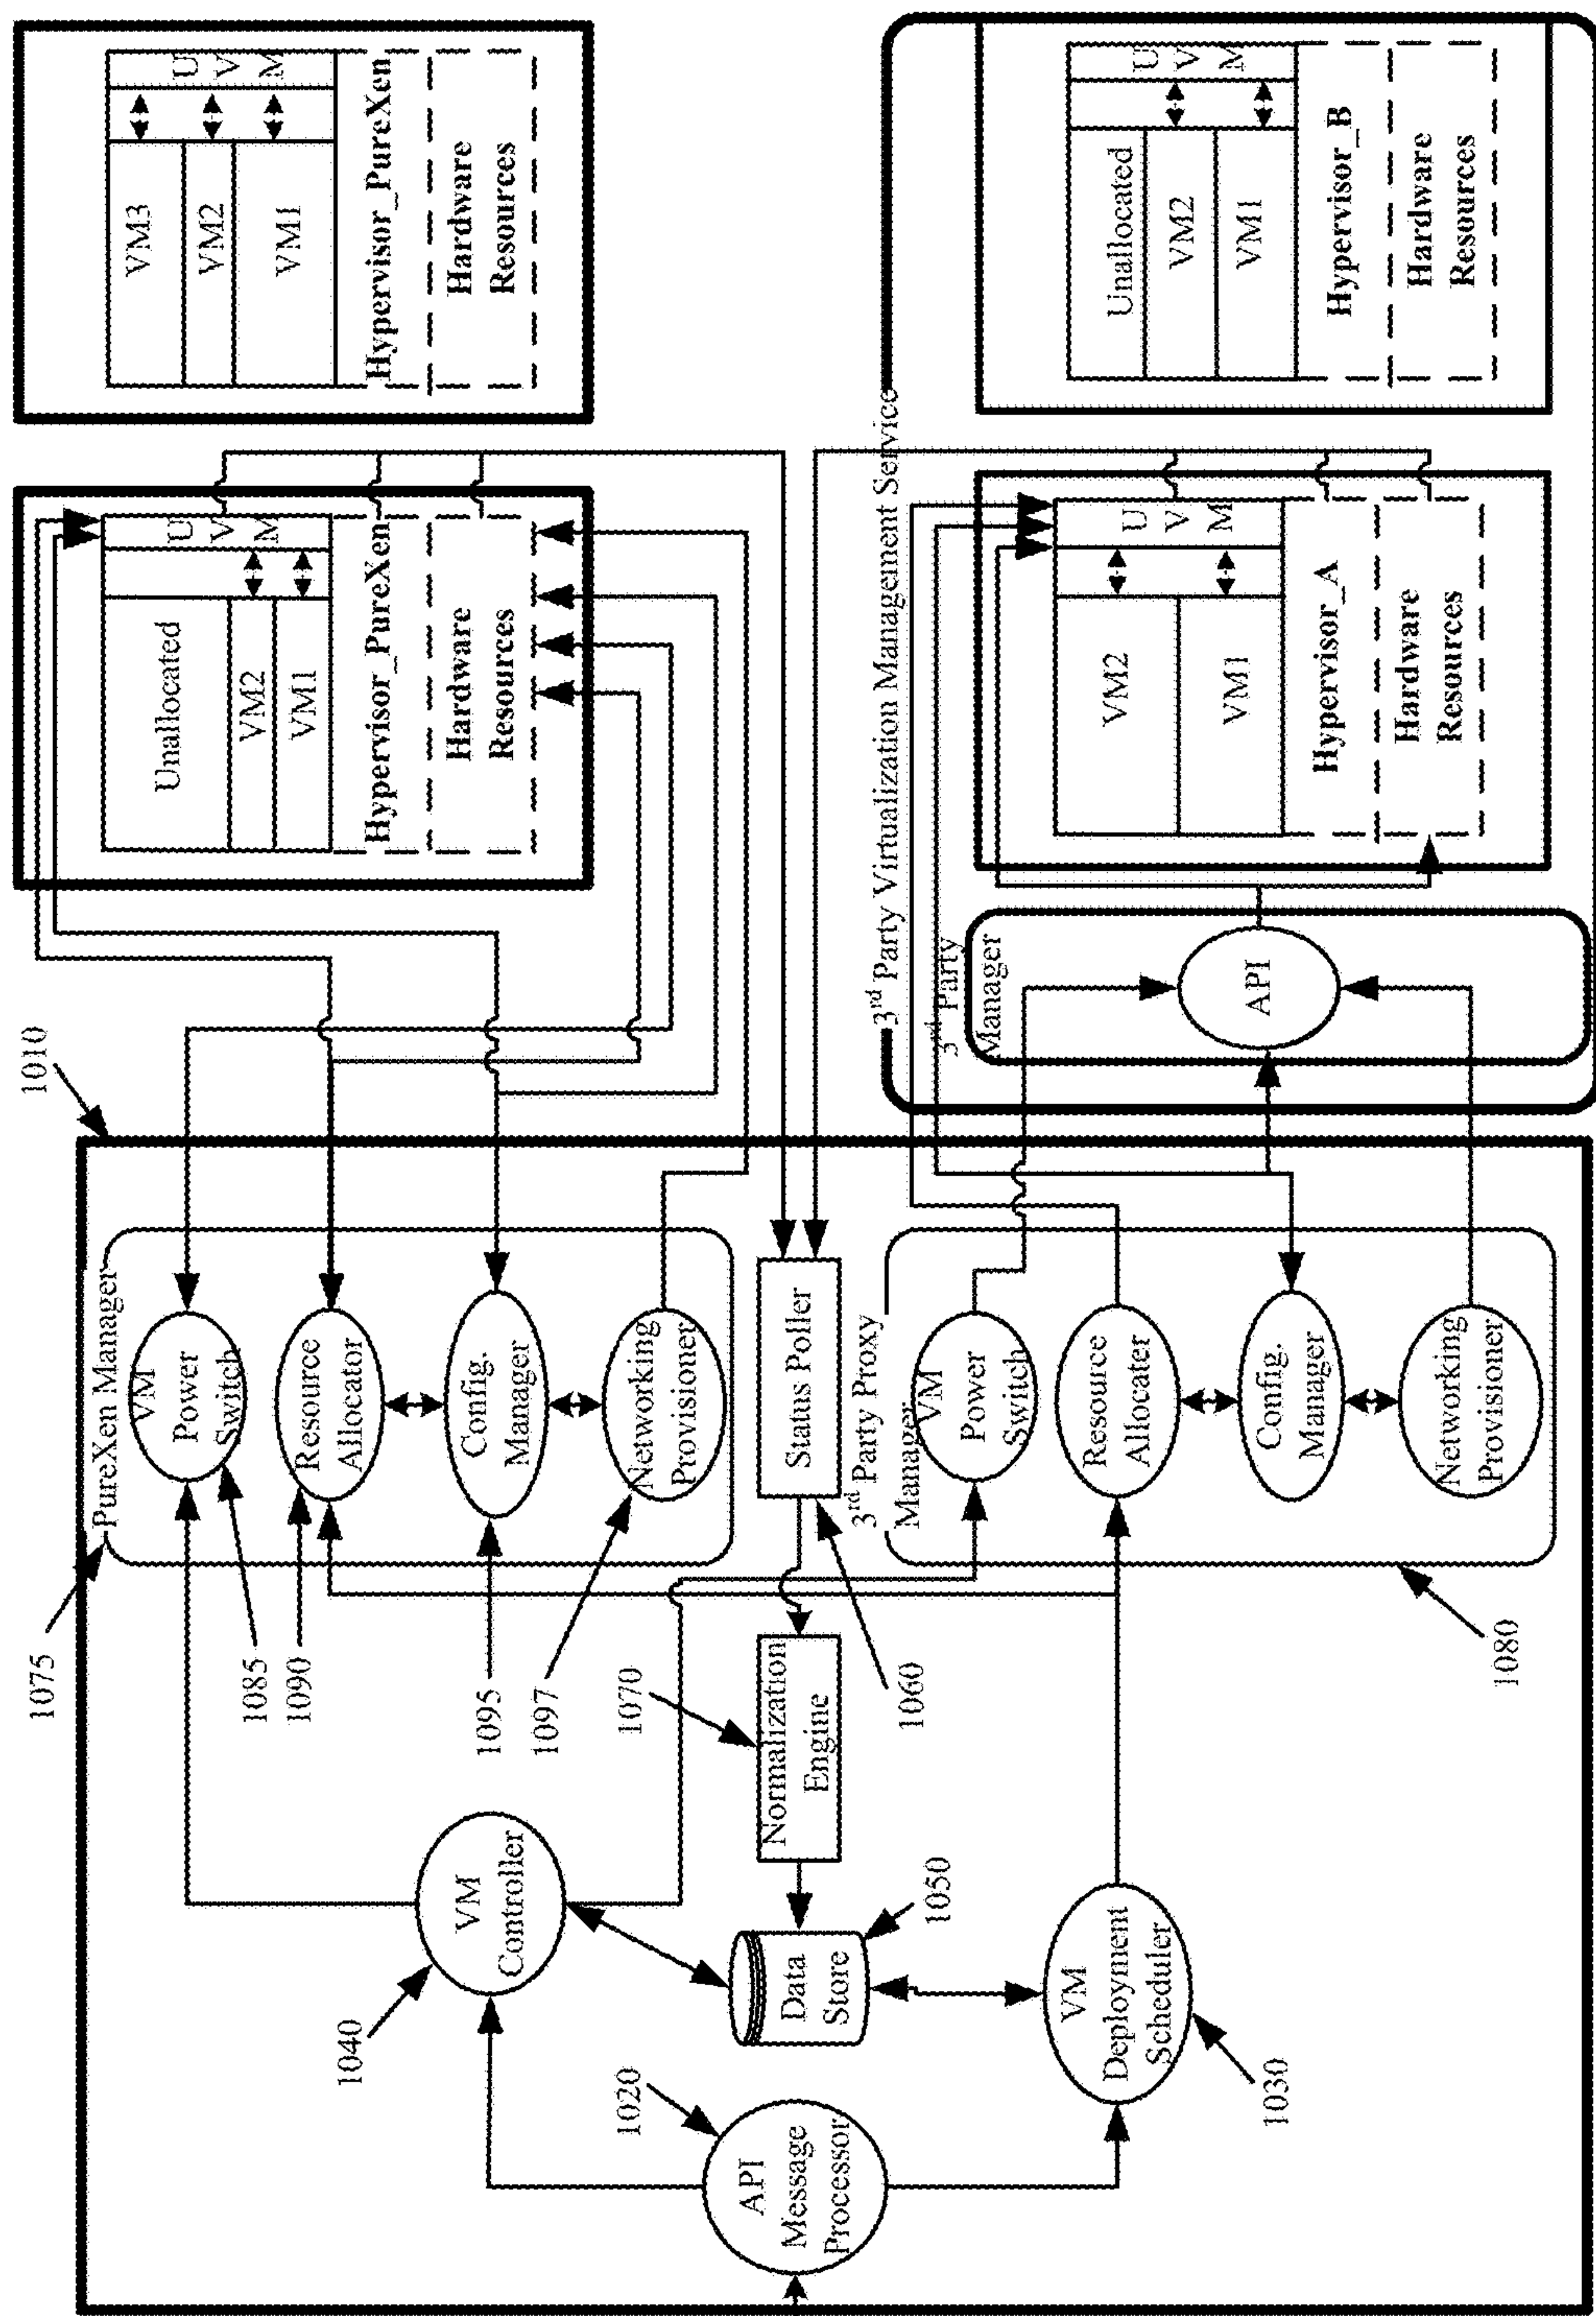 1010
1075
PureXen Manager
VM
Power
Switch
1085
Resource
Allocator
1090
Config.
Manager
1095
Networking
Provisioner
1097
1040
VM
Controller
1070
Normalization
Engine
Status Poller
1060
1020
API
Message
Processor
Data
Store
1050
VM
Deployment
Scheduler
1030
3rd Party Proxy
Manager
VM
Power
Switch
Resource
Allocater
Config.
Manager
Networking
Provisioner
1080
Unallocated
VM2
VM1
U
V
M
Hypervisor_PureXen
Hardware
Resources
VM3
VM2
VM1
U
V
M
Hypervisor_PureXen
Hardware
Resources
3rd Party Virtualization Management Service
3rd Party
Manager
API
VM2
VM1
U
V
M
Hypervisor_A
Hardware
Resources
Unallocated
VM2
VM1
U
V
M
Hypervisor_B
Hardware
Resources